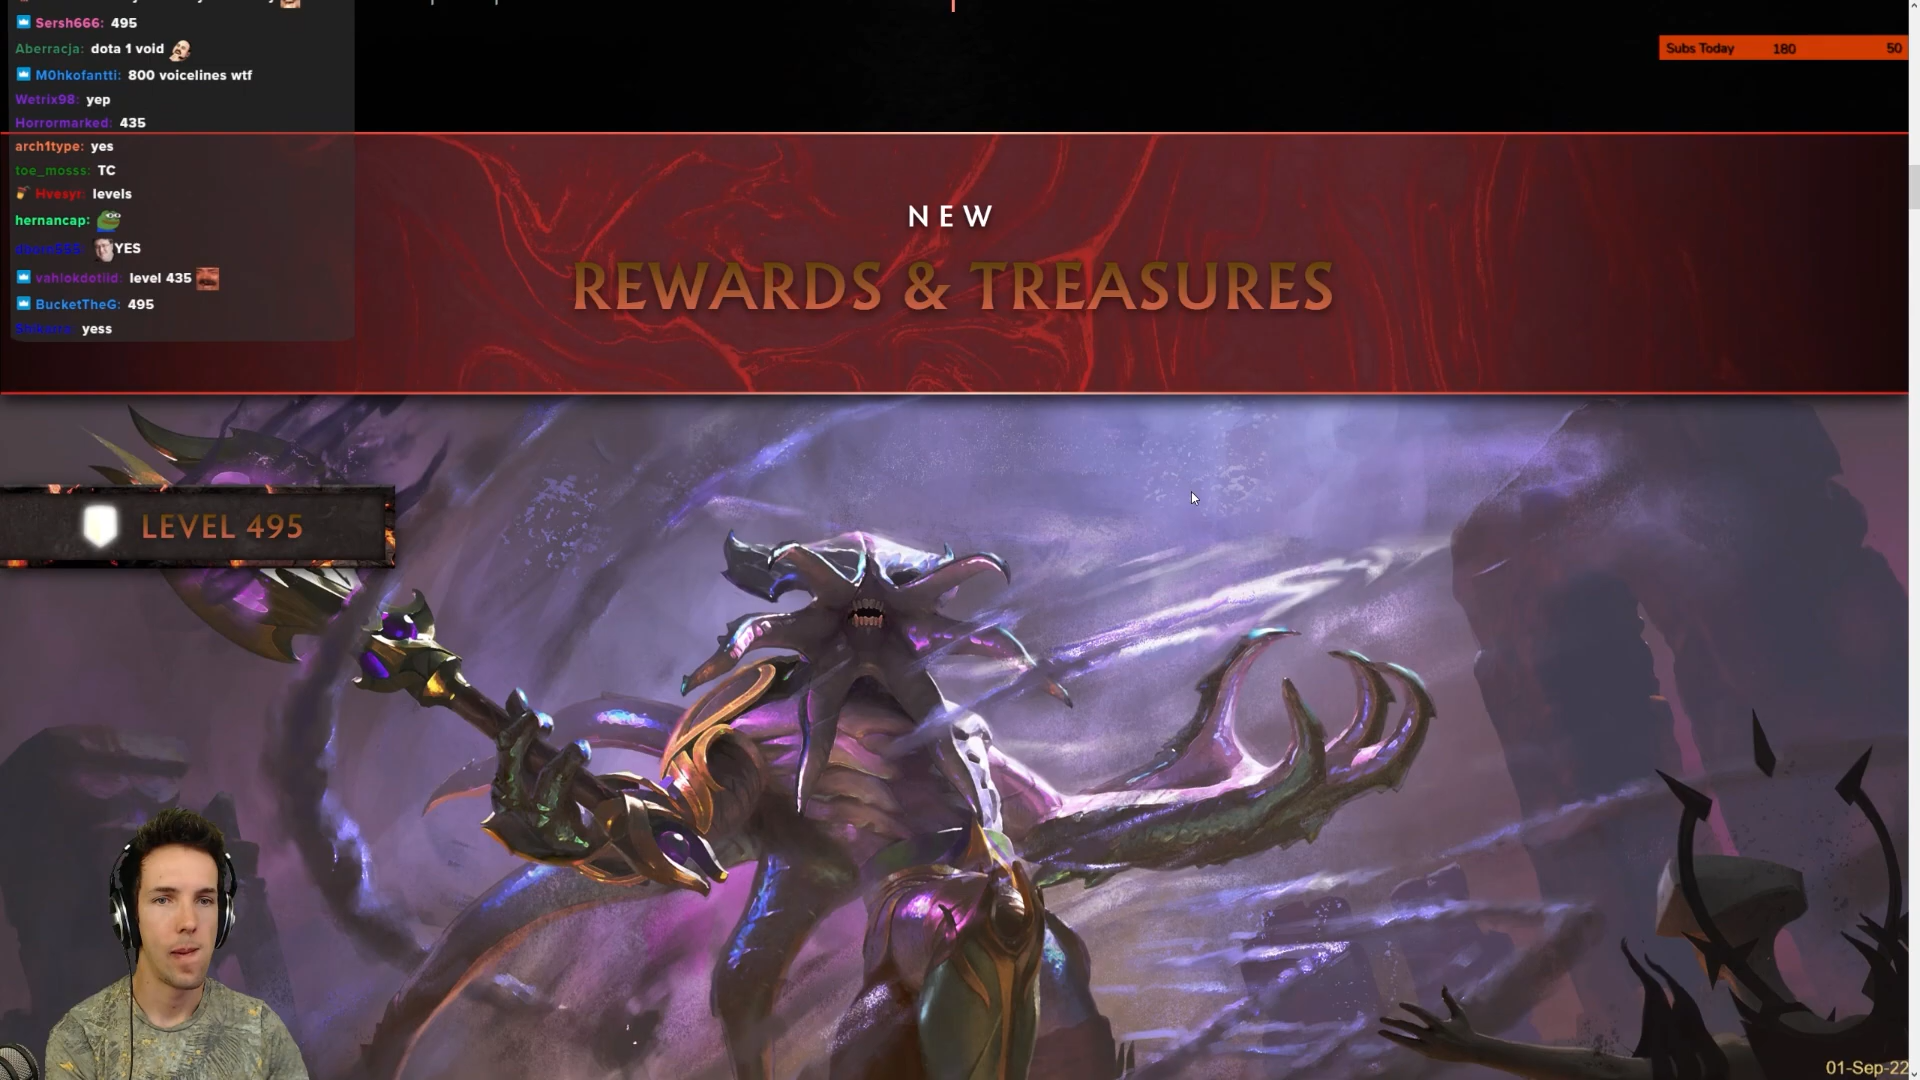 Sersh666: 495
Aberracja: dota 1 void
M0hkofantti: 800 voicelines wtf
Wetrix98: yep
Horrormarked: 435
arch1type: yes
toe_mosss: TC
Hvesyr: levels
hernancap:
YES
vahlokdotiid: level 435
BucketTheG: 495
yess
Subs Today 180 50
NEW
REWARDS & TREASURES
LEVEL 495
01-Sep-22